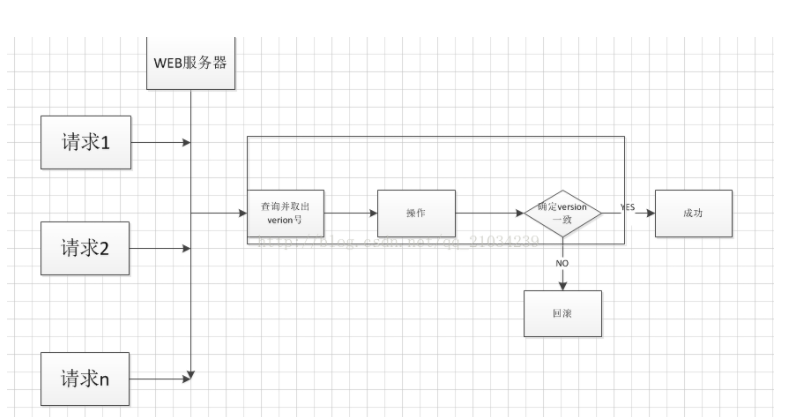 WEB服务器
请求1
查询并取出
verion号
操作
确定version
一致
YES
成功
请求2
http://blog.csdn.net/qq_21034239
NO
回滚
请求n